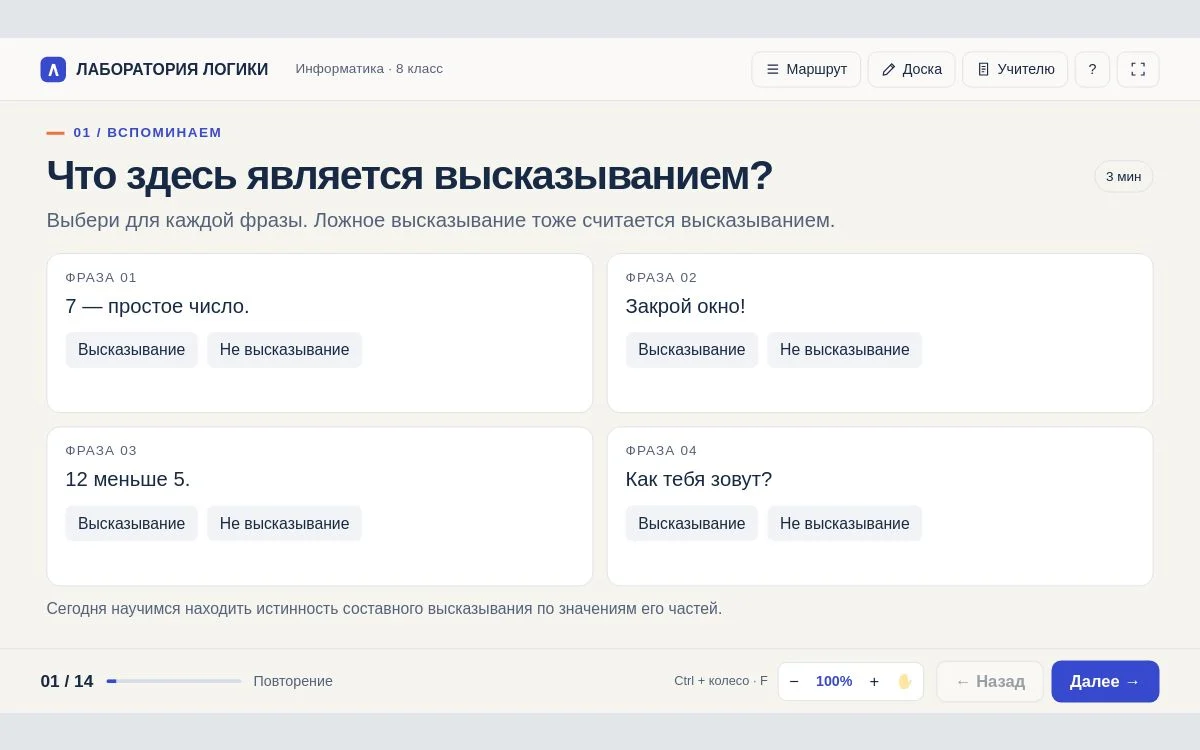 Λ ЛАБОРАТОРИЯ ЛОГИКИ
Информатика · 8 класс
Маршрут
Доска
Учителю
?
01 / ВСПОМИНАЕМ
Что здесь является высказыванием?
3 мин
Выбери для каждой фразы. Ложное высказывание тоже считается высказыванием.
ФРАЗА 01
7 — простое число.
Высказывание
Не высказывание
ФРАЗА 02
Закрой окно!
Высказывание
Не высказывание
ФРАЗА 03
12 меньше 5.
Высказывание
Не высказывание
ФРАЗА 04
Как тебя зовут?
Высказывание
Не высказывание
Сегодня научимся находить истинность составного высказывания по значениям его частей.
01 / 14
Повторение
Ctrl + колесо · F
− 100% +
← Назад
Далее →